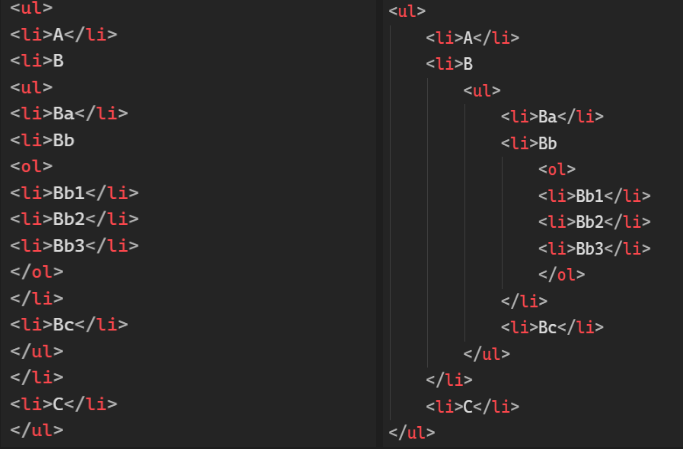 <ul>
<li>A</li>
<li>B
<ul>
<li>Ba</li>
<li>Bb
<ol>
<li>Bb1</li>
<li>Bb2</li>
<li>Bb3</li>
</ol>
</li>
<li>Bc</li>
</ul>
</li>
<li>C</li>
</ul>
<ul>
    <li>A</li>
    <li>B
        <ul>
            <li>Ba</li>
            <li>Bb
                <ol>
                <li>Bb1</li>
                <li>Bb2</li>
                <li>Bb3</li>
                </ol>
            </li>
            <li>Bc</li>
        </ul>
    </li>
    <li>C</li>
</ul>